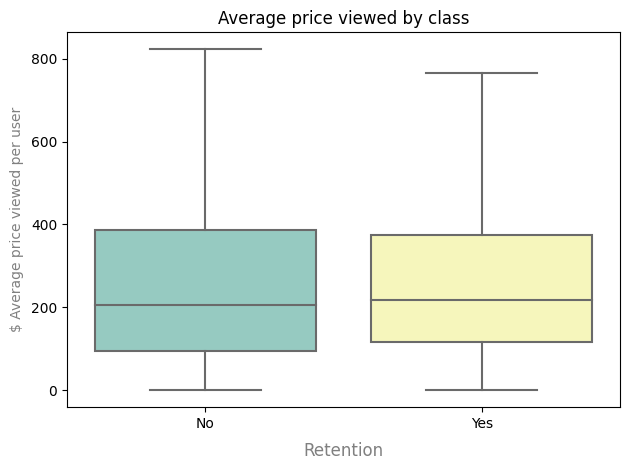 Average price viewed by class
$ Average price viewed per user
800
600
400
200
0
No
Yes
Retention